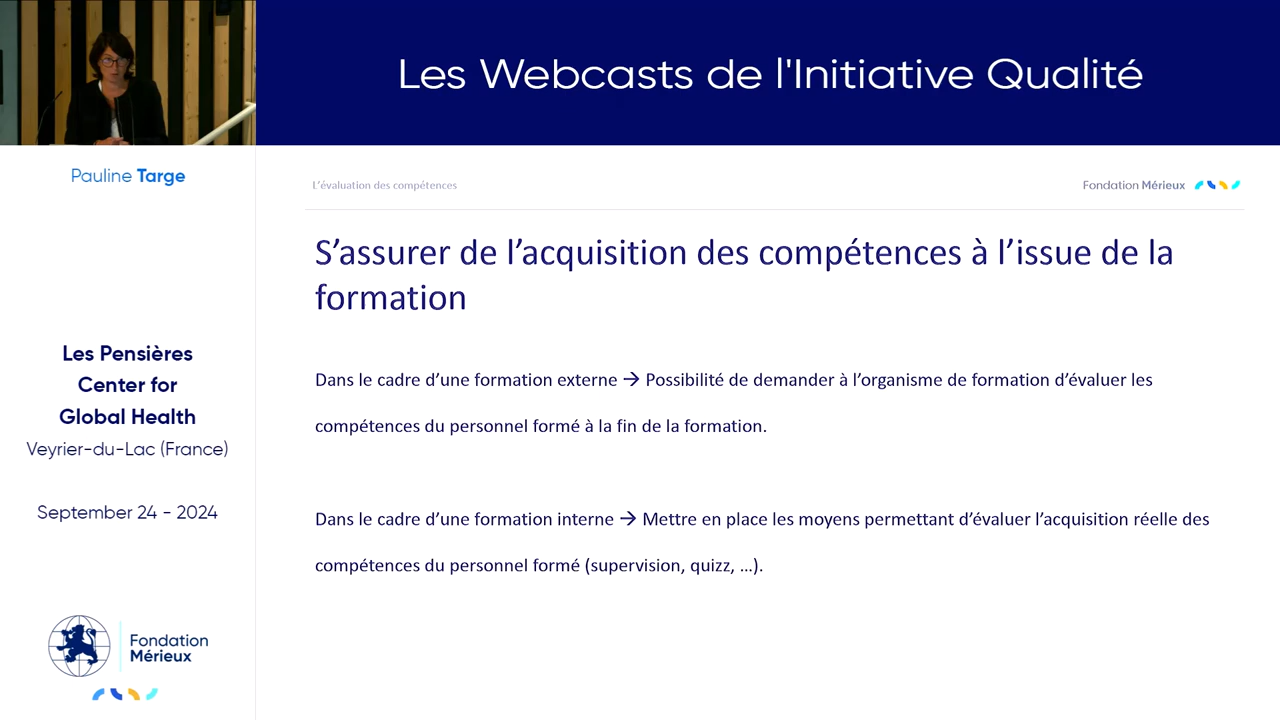 Les Webcasts de l'Initiative Qualité
Pauline Targe
Les Pensières
Center for
Global Health
Veyrier-du-Lac (France)
September 24 - 2024
Fondation
Mérieux
L’évaluation des compétences
Fondation Mérieux
S’assurer de l’acquisition des compétences à l’issue de la
formation
Dans le cadre d’une formation externe → Possibilité de demander à l’organisme de formation d’évaluer les
compétences du personnel formé à la fin de la formation.
Dans le cadre d’une formation interne → Mettre en place les moyens permettant d’évaluer l’acquisition réelle des
compétences du personnel formé (supervision, quizz, …).